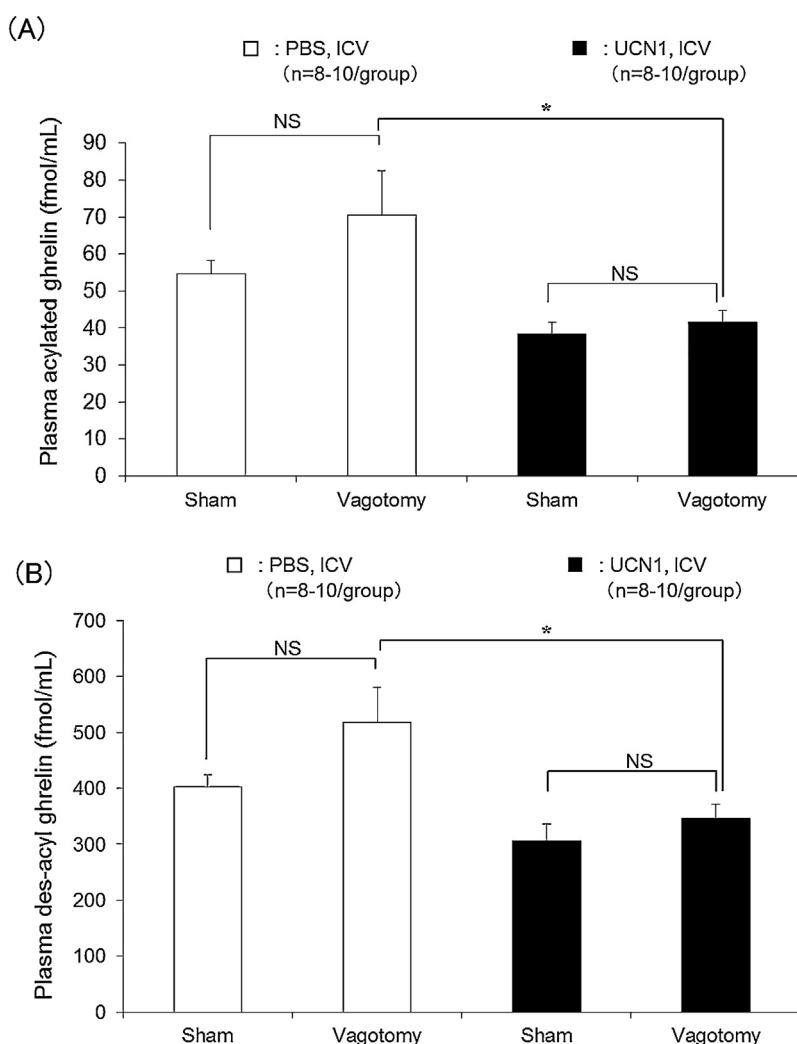 (A)
□ : PBS, ICV
(n=8-10/group)
■ : UCN1, ICV
(n=8-10/group)
*
NS
NS
Plasma acylated ghrelin (fmol/mL)
90
80
70
60
50
40
30
20
10
0
Sham
Vagotomy
Sham
Vagotomy
(B)
□ : PBS, ICV
(n=8-10/group)
■ : UCN1, ICV
(n=8-10/group)
*
NS
NS
Plasma des-acyl ghrelin (fmol/mL)
700
600
500
400
300
200
100
0
Sham
Vagotomy
Sham
Vagotomy